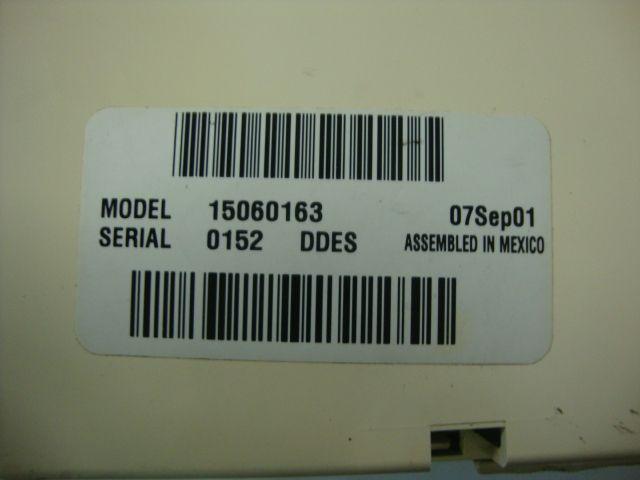 MODEL 15060163 07Sep01
SERIAL 0152 DDES ASSEMBLED IN MEXICO